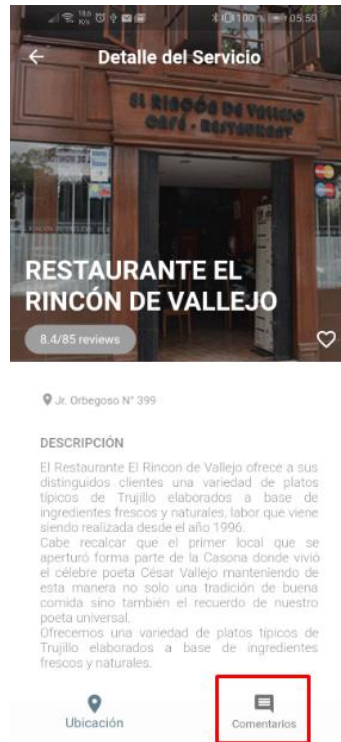 18.0
K/s
100 %
05:50
Detalle del Servicio
EL RINCÓN DE VALLEJO
CAFÉ - RESTAURANT
RESTAURANTE EL
RINCÓN DE VALLEJO
8.4/85 reviews
Jr. Orbegoso N° 399
DESCRIPCIÓN
El Restaurante El Rincon de Vallejo ofrece a sus
distinguidos clientes una variedad de platos
típicos de Trujillo elaborados a base de
ingredientes frescos y naturales, labor que viene
siendo realizada desde el año 1996.
Cabe recalcar que el primer local que se
aperturó forma parte de la Casona donde vivió
el célebre poeta César Vallejo manteniendo de
esta manera no solo una tradición de buena
comida sino también el recuerdo de nuestro
poeta universal.
Ofrecemos una variedad de platos típicos de
Trujillo elaborados a base de ingredientes
frescos y naturales.
Ubicación
Comentarios